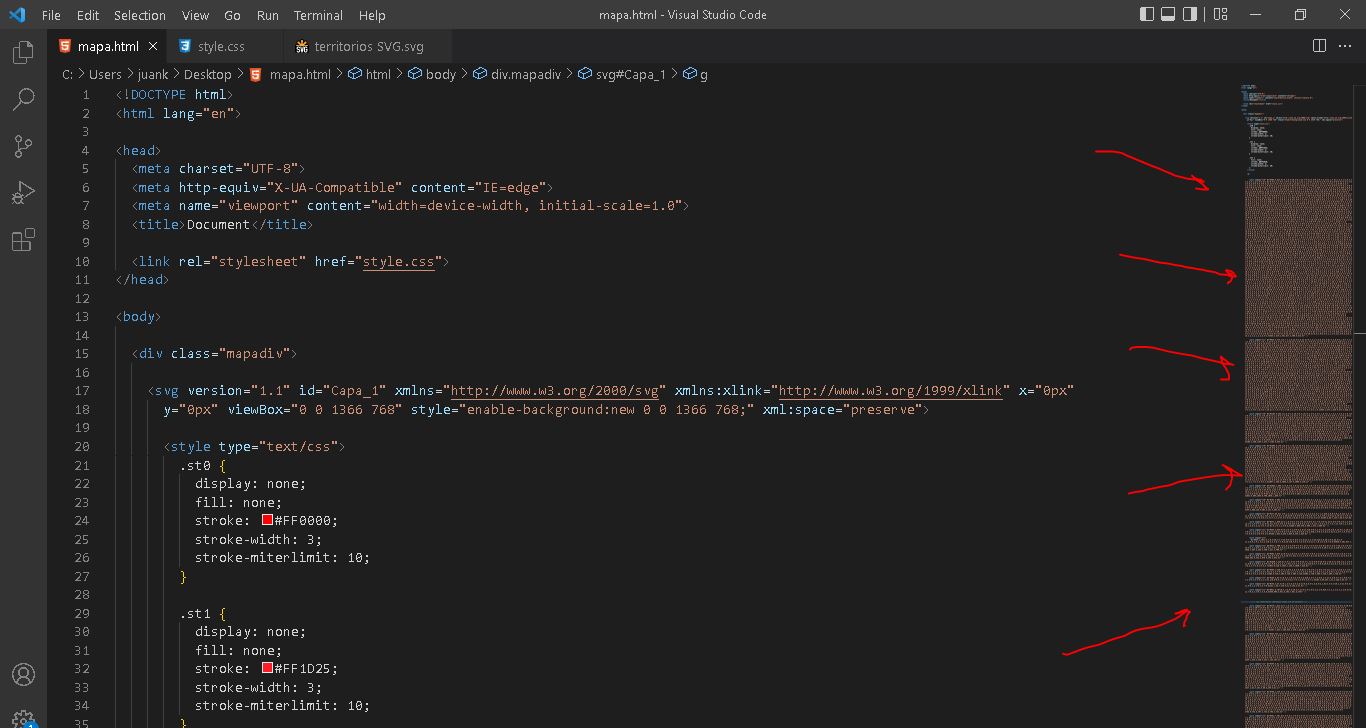 File Edit Selection View Go Run Terminal Help
mapa.html - Visual Studio Code
mapa.html
style.css
territorios SVG.svg
C: > Users > juank > Desktop > mapa.html > html > body > div.mapadiv > svg#Capa_1 > g
1 <!DOCTYPE html>
2 <html lang="en">
3
4 <head>
5 <meta charset="UTF-8">
6 <meta http-equiv="X-UA-Compatible" content="IE=edge">
7 <meta name="viewport" content="width=device-width, initial-scale=1.0">
8 <title>Document</title>
9
10 <link rel="stylesheet" href="style.css">
11 </head>
12
13 <body>
14
15 <div class="mapadiv">
16
17 <svg version="1.1" id="Capa_1" xmlns="http://www.w3.org/2000/svg" xmlns:xlink="http://www.w3.org/1999/xlink" x="0px"
18 y="0px" viewBox="0 0 1366 768" style="enable-background:new 0 0 1366 768;" xml:space="preserve">
19
20 <style type="text/css">
21 .st0 {
22 display: none;
23 fill: none;
24 stroke: #FF0000;
25 stroke-width: 3;
26 stroke-miterlimit: 10;
27 }
28
29 .st1 {
30 display: none;
31 fill: none;
32 stroke: #FF1D25;
33 stroke-width: 3;
34 stroke-miterlimit: 10;
35 }